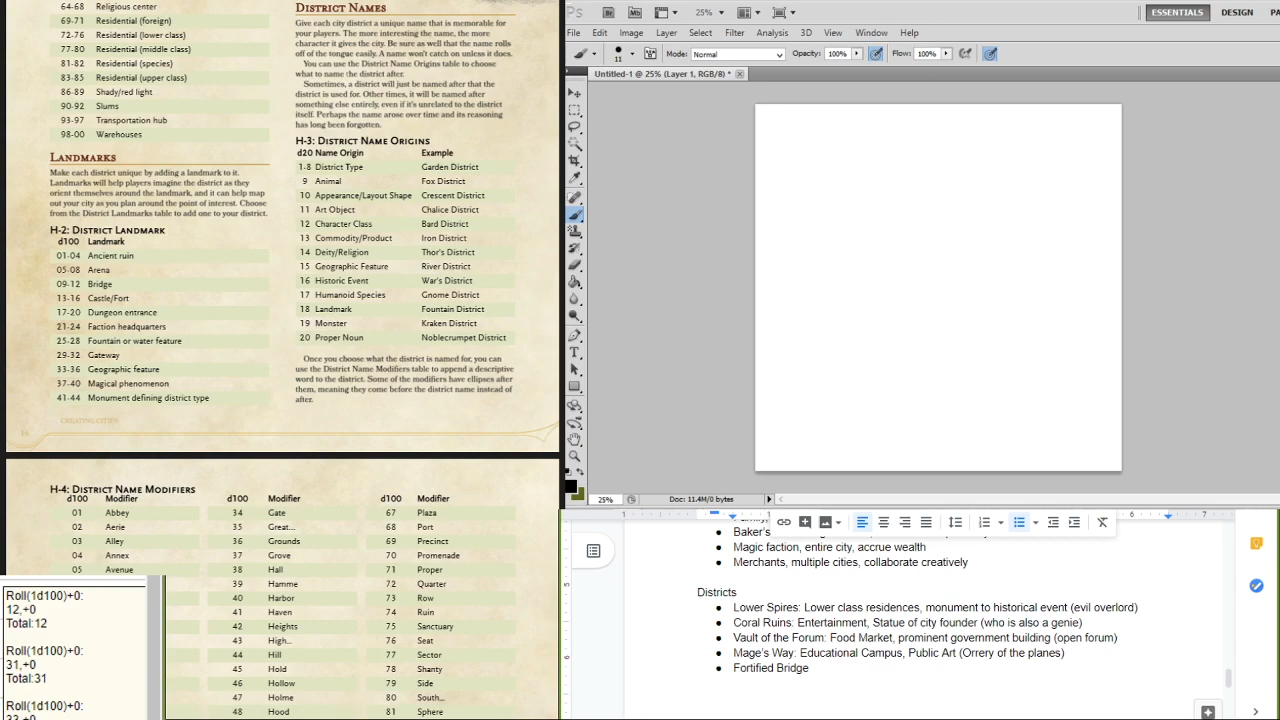 64-68 Religious center
69-71 Residential (foreign)
72-76 Residential (lower class)
77-80 Residential (middle class)
81-82 Residential (species)
83-85 Residential (upper class)
86-89 Shady/red light
90-92 Slums
93-97 Transportation hub
98-00 Warehouses
Landmarks
Make each district unique by adding a landmark to it.
Landmarks will help players imagine the district as they
orient themselves around the landmark, and it can help map
out your city as you plan around the point of interest. Choose
from the District Landmarks table to add one to your district.
H-2: District Landmark
d100 Landmark
01-04 Ancient ruin
05-08 Arena
09-12 Bridge
13-16 Castle/Fort
17-20 Dungeon entrance
21-24 Faction headquarters
25-28 Fountain or water feature
29-32 Gateway
33-36 Geographic feature
37-40 Magical phenomenon
41-44 Monument defining district type
16
CREATING CITIES
District Names
Give each city district a unique name that is memorable for
your players. The more interesting the name, the more
character it gives the city. Be sure as well that the name rolls
off of the tongue easily. A name won't catch on unless it does.
You can use the District Name Origins table to choose
what to name the district after.
Sometimes, a district will just be named after that the
district is used for. Other times, it will be named after
something else entirely, even if it's unrelated to the district
itself. Perhaps the name arose over time and its reasoning
has long been forgotten.
H-3: District Name Origins
d20 Name Origin Example
1-8 District Type Garden District
9 Animal Fox District
10 Appearance/Layout Shape Crescent District
11 Art Object Chalice District
12 Character Class Bard District
13 Commodity/Product Iron District
14 Deity/Religion Thor's District
15 Geographic Feature River District
16 Historic Event War's District
17 Humanoid Species Gnome District
18 Landmark Fountain District
19 Monster Kraken District
20 Proper Noun Noblecrumpet District
Once you choose what the district is named for, you can
use the District Name Modifiers table to append a descriptive
word to the district. Some of the modifiers have ellipses after
them, meaning they come before the district name instead of
after.
H-4: District Name Modifiers
d100 Modifier d100 Modifier d100 Modifier
01 Abbey 34 Gate 67 Plaza
02 Aerie 35 Great... 68 Port
03 Alley 36 Grounds 69 Precinct
04 Annex 37 Grove 70 Promenade
05 Avenue 38 Hall 71 Proper
39 Hamme 72 Quarter
40 Harbor 73 Row
41 Haven 74 Ruin
42 Heights 75 Sanctuary
43 High... 76 Seat
44 Hill 77 Sector
45 Hold 78 Shanty
46 Hollow 79 Side
47 Holme 80 South...
48 Hood 81 Sphere
Roll(1d100)+0:
12,+0
Total:12
Roll(1d100)+0:
31,+0
Total:31
Roll(1d100)+0:
Ps Br Mb 25% ESSENTIALS DESIGN
File Edit Image Layer Select Filter Analysis 3D View Window Help
11 Mode: Normal Opacity: 100% Flow: 100%
Untitled-1 @ 25% (Layer 1, RGB/8) *
25% Doc: 11.4M/0 bytes
1 1 6 7
Baker's
Magic faction, entire city, accrue wealth
Merchants, multiple cities, collaborate creatively
Districts
Lower Spires: Lower class residences, monument to historical event (evil overlord)
Coral Ruins: Entertainment, Statue of city founder (who is also a genie)
Vault of the Forum: Food Market, prominent government building (open forum)
Mage's Way: Educational Campus, Public Art (Orrery of the planes)
Fortified Bridge